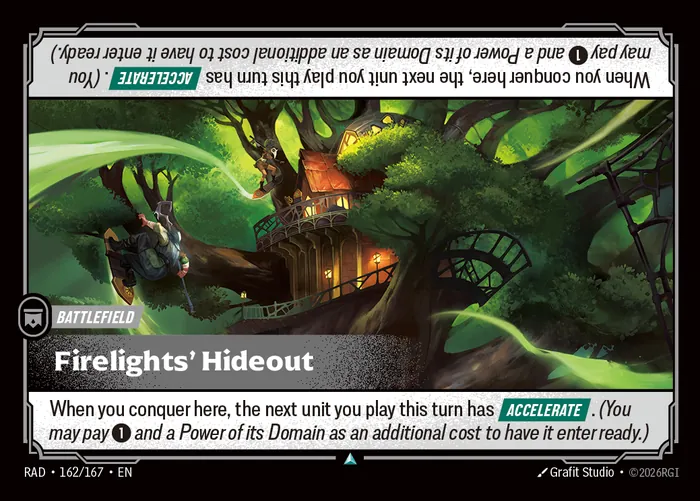 When you conquer here, the next unit you play this turn has ACCELERATE. (You
may pay 1 and a Power of its Domain as an additional cost to have it enter ready.)
BATTLEFIELD
Firelights’ Hideout
When you conquer here, the next unit you play this turn has ACCELERATE. (You
may pay 1 and a Power of its Domain as an additional cost to have it enter ready.)
RAD • 162/167 • EN
Grafit Studio • ©2026RGI